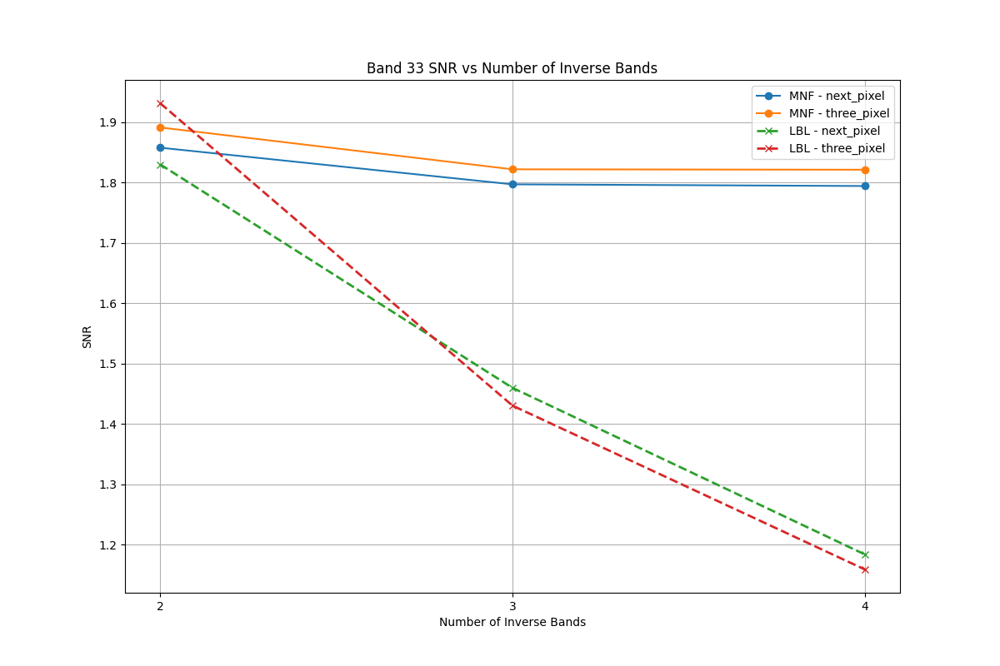 Band 33 SNR vs Number of Inverse Bands
MNF - next_pixel
MNF - three_pixel
LBL - next_pixel
LBL - three_pixel
1.9
1.8
1.7
1.6
1.5
1.4
1.3
1.2
SNR
2
3
4
Number of Inverse Bands